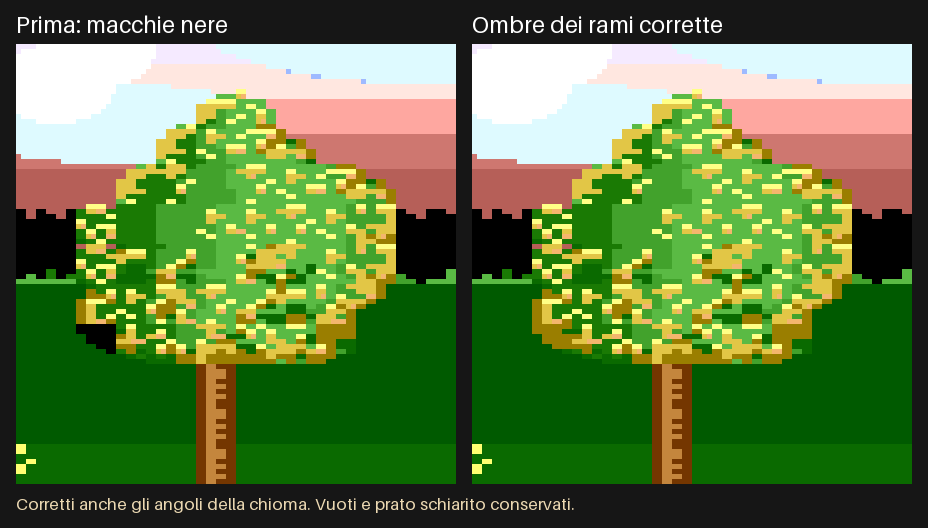 Prima: macchie nere
Ombre dei rami corrette
Corretti anche gli angoli della chioma. Vuoti e prato schiarito conservati.